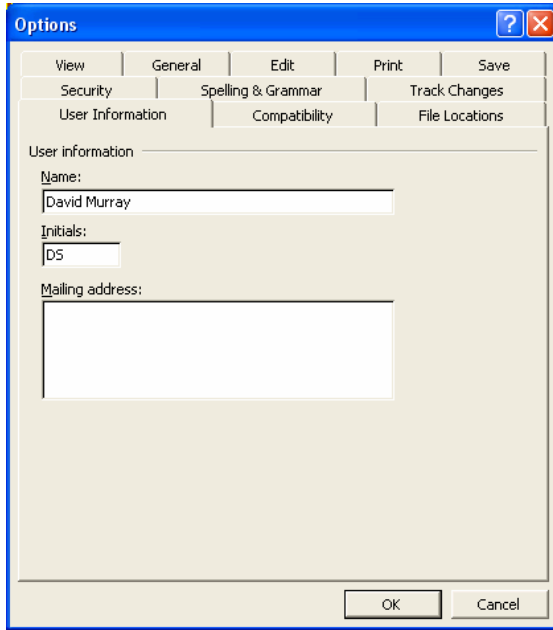 Options
View General Edit Print Save
Security Spelling & Grammar Track Changes
User Information Compatibility File Locations
User information
Name:
David Murray
Initials:
DS
Mailing address:
OK Cancel